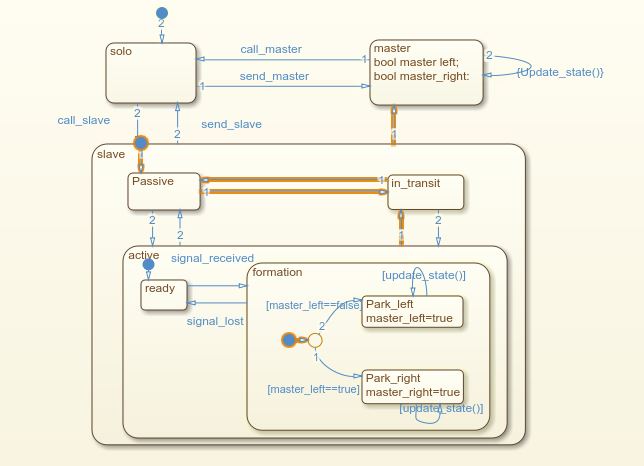 2
solo
call_master
1
master
bool master left;
bool master_right:
2
{Update_state()}
1
send_master
call_slave
2
2
send_slave
1
slave
Passive
1
1
in_transit
2
2
1
2
active
signal_received
ready
signal_lost
formation
[update_state()]
[master_left==false]
Park_left
master_left=true
2
1
[master_left==true]
Park_right
master_right=true
[update_state()]